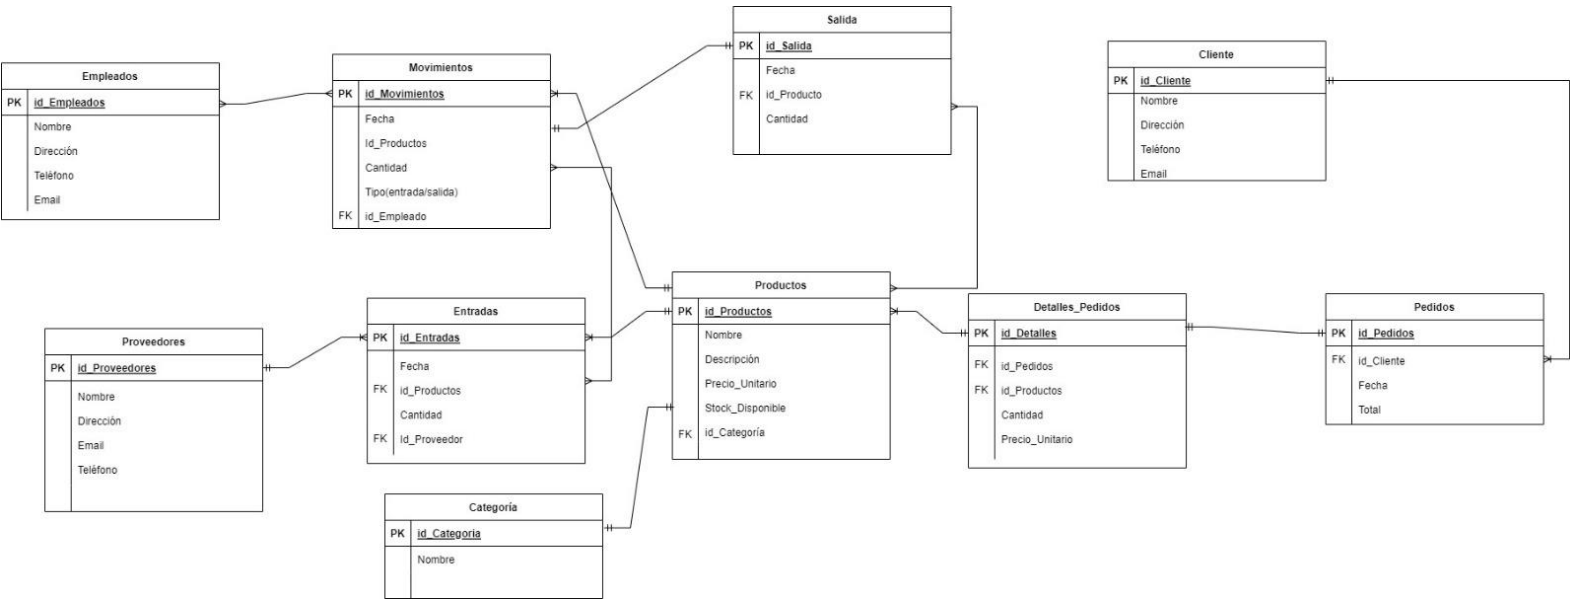 Empleados
PK id_Empleados
Nombre
Dirección
Teléfono
Email
Movimientos
PK id_Movimientos
Fecha
Id_Productos
Cantidad
Tipo(entrada/salida)
FK id_Empleado
Salida
PK id_Salida
Fecha
FK id_Producto
Cantidad
Cliente
PK id_Cliente
Nombre
Dirección
Teléfono
Email
Proveedores
PK id_Proveedores
Nombre
Dirección
Email
Teléfono
Entradas
PK id_Entradas
Fecha
FK id_Productos
Cantidad
FK Id_Proveedor
Productos
PK id_Productos
Nombre
Descripción
Precio_Unitario
Stock_Disponible
FK id_Categoría
Detalles_Pedidos
PK id_Detalles
FK id_Pedidos
FK id_Productos
Cantidad
Precio_Unitario
Pedidos
PK id_Pedidos
FK id_Cliente
Fecha
Total
Categoría
PK id_Categoria
Nombre